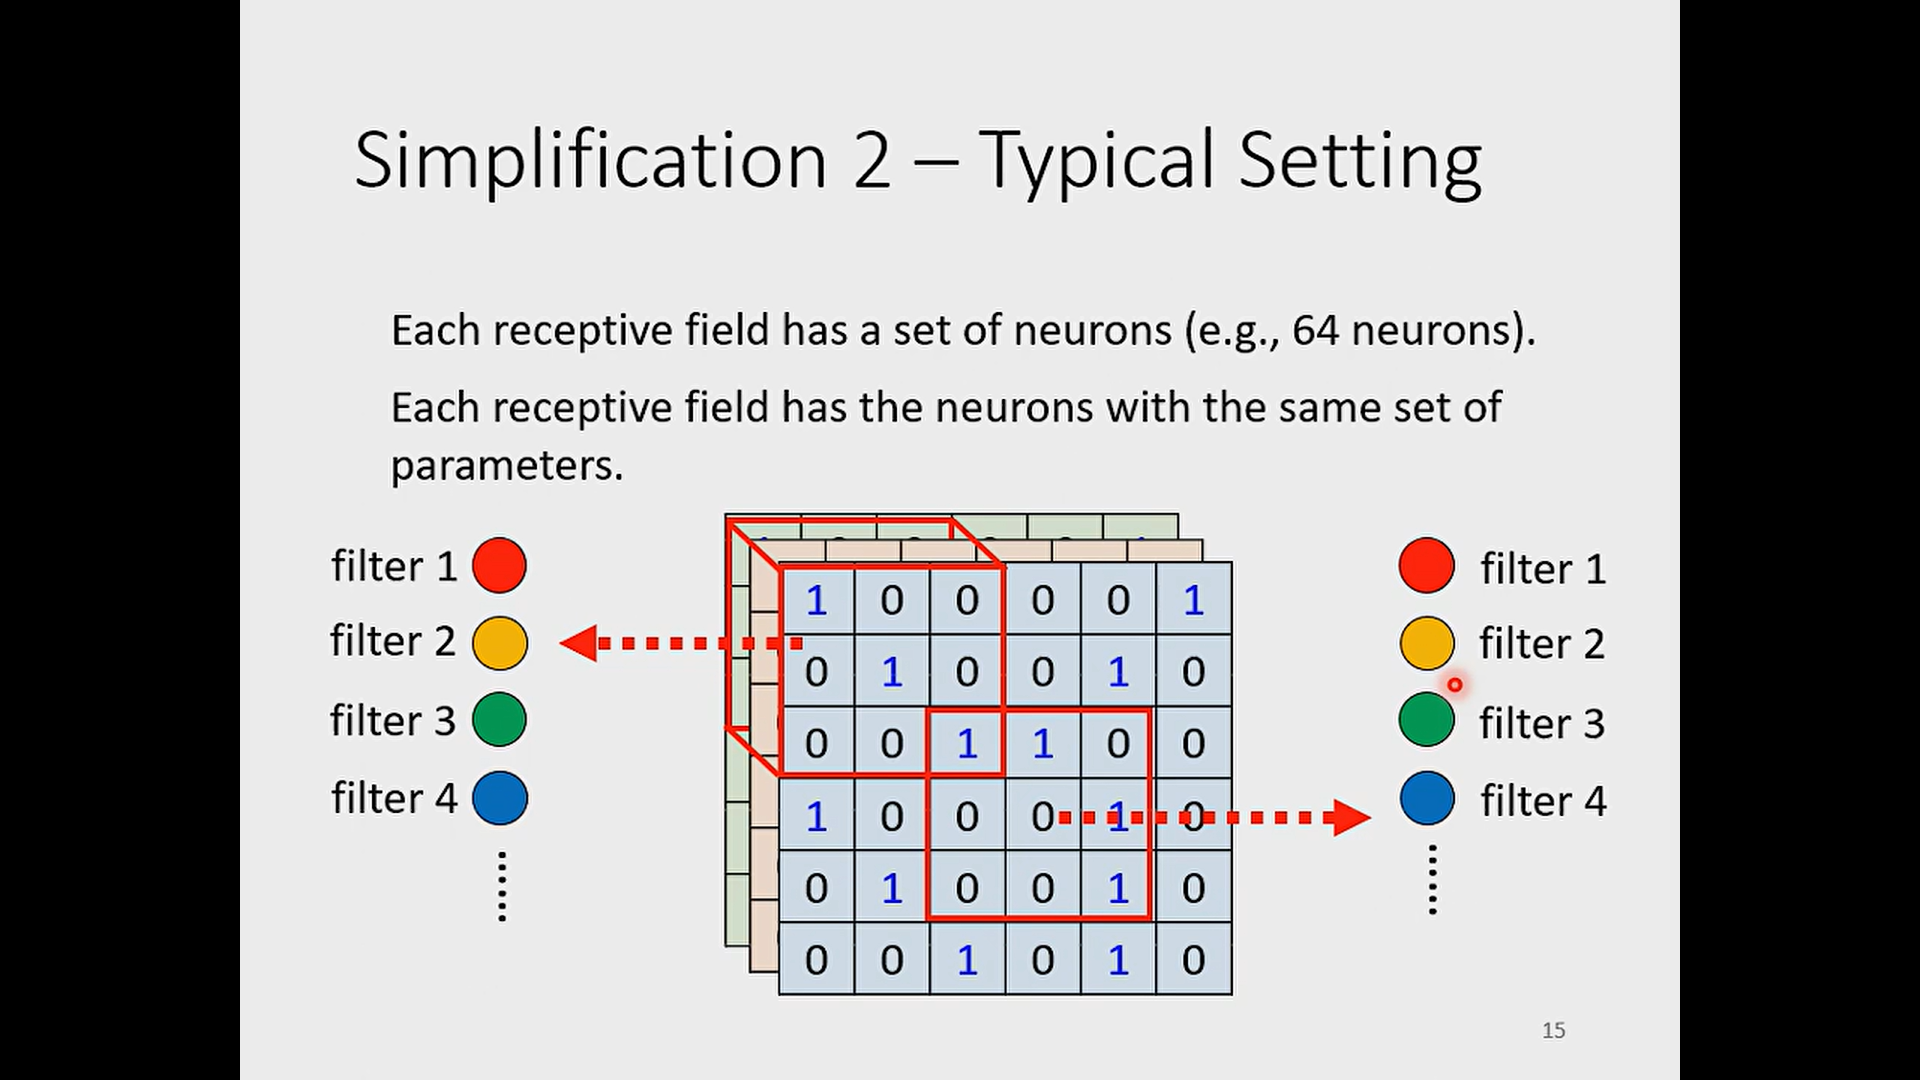 Simplification 2 – Typical Setting
Each receptive field has a set of neurons (e.g., 64 neurons).
Each receptive field has the neurons with the same set of
parameters.
filter 1
filter 2
filter 3
filter 4
1 0 0 0 0 1
0 1 0 0 1 0
0 0 1 1 0 0
1 0 0 0 1 0
0 1 0 0 1 0
0 0 1 0 1 0
filter 1
filter 2
filter 3
filter 4
15